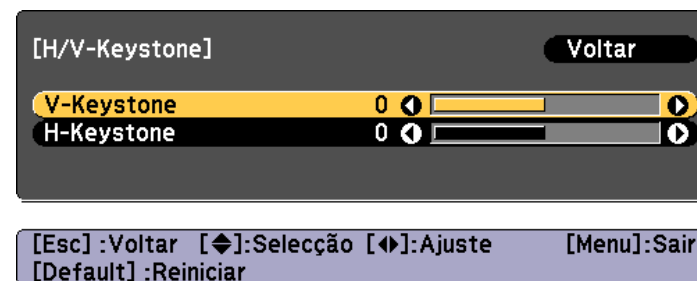 [H/V-Keystone] Voltar
V-Keystone 0
H-Keystone 0
[Esc] :Voltar [◆]:Selecção [◀▶]:Ajuste [Menu]:Sair
[Default] :Reiniciar